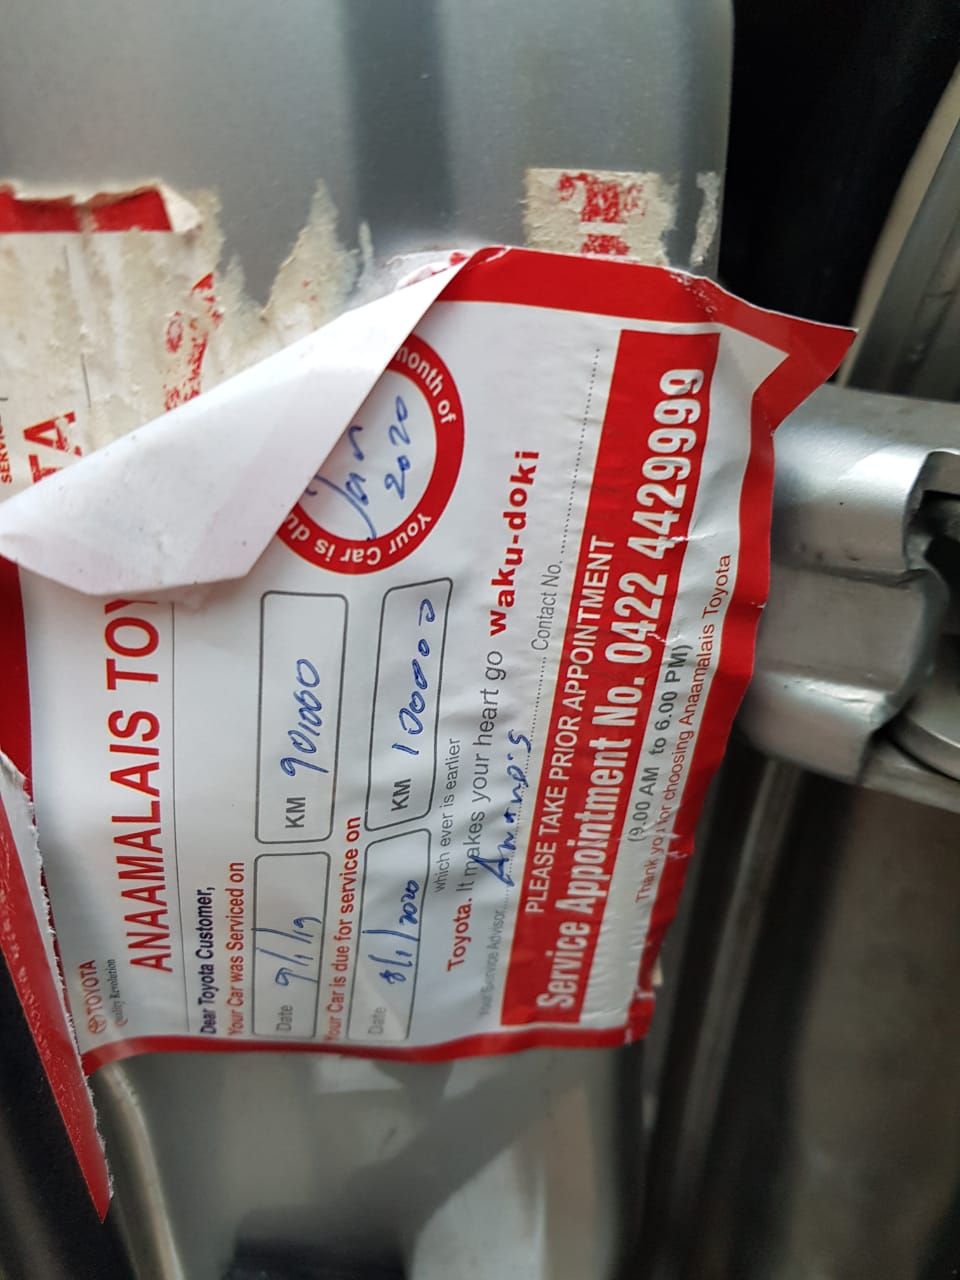 TOYOTA
Quality Revolution
ANAAMALAIS TOY
Dear Toyota Customer,
Your Car was Serviced on
Date 9/1/19 KM
Your Car is due for service on
Date 8/1/2020 KM 100000
which ever is earlier
Your Car is du
month of
Jan
2020
Toyota. It makes your heart go waku-doki
Your Service Advisor Contact No.
PLEASE TAKE PRIOR APPOINTMENT
Service Appointment No. 0422 4429999
(9.00 AM to 6.00 PM)
Thank you for choosing Anaamalais Toyota
TA
T